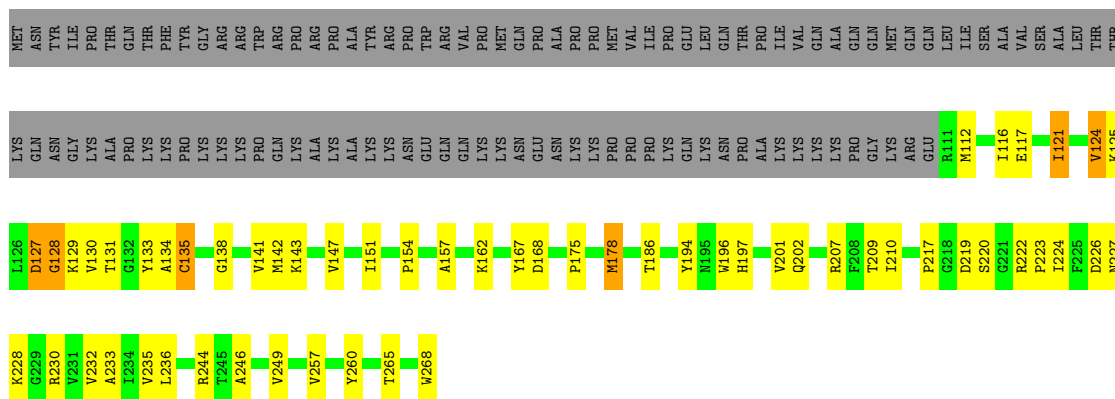 MET ASN TYR ILE PRO THR GLN THR PHE TYR GLY ARG ARG TRP ARG PRO ARG PRO ALA TYR ARG PRO TRP ARG VAL PRO MET GLN PRO ALA PRO PRO MET VAL ILE PRO GLU LEU GLN THR PRO ILE VAL GLN ALA GLN GLN MET GLN GLN LEU ILE SER ALA VAL SER ALA LEU THR THR
LYS GLN ASN GLY LYS ALA PRO LYS LYS PRO LYS LYS LYS PRO GLN LYS ALA LYS ALA LYS LYS ASN GLU GLN GLN LYS LYS ASN GLU ASN LYS LYS PRO PRO PRO LYS GLN LYS ASN PRO ALA LYS LYS LYS LYS PRO GLY LYS ARG GLU R111 M112 I116 E117 I121 V124 K125
L126 D127 G128 K129 V130 T131 G132 Y133 A134 C135 G138 V141 M142 K143 V147 I151 P154 A157 K162 Y167 D168 P175 M178 T186 Y194 N195 W196 H197 V201 Q202 R207 F208 T209 I210 P217 G218 D219 S220 G221 R222 P223 I224 F225 D226 N227
K228 G229 R230 V231 V232 A233 I234 V235 L236 R244 T245 A246 V249 V257 Y260 T265 W268